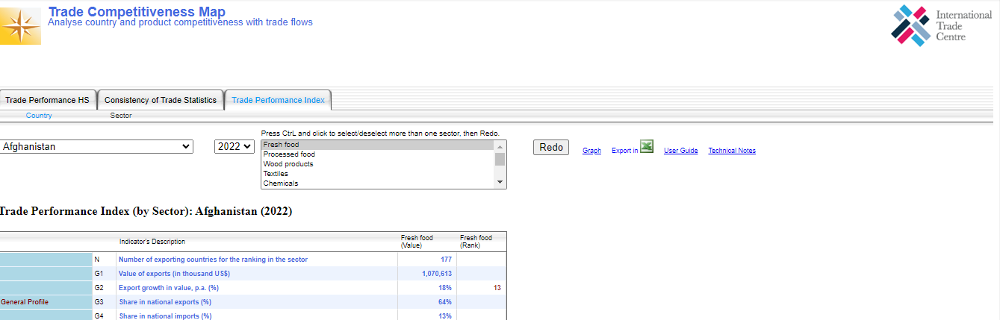 Trade Competitiveness Map
Analyse country and product competitiveness with trade flows
International
Trade
Centre
Trade Performance HS
Consistency of Trade Statistics
Trade Performance Index
Country
Sector
Press CtrL and click to select/deselect more than one sector, then Redo.
Afghanistan
2022
Fresh food
Processed food
Wood products
Textiles
Chemicals
Redo
Graph
Export in
User Guide
Technical Notes
Trade Performance Index (by Sector): Afghanistan (2022)
Indicator's Description
Fresh food
(Value)
Fresh food
(Rank)
N Number of exporting countries for the ranking in the sector 177
G1 Value of exports (in thousand US$) 1,070,613
G2 Export growth in value, p.a. (%) 18% 13
General Profile G3 Share in national exports (%) 64%
G4 Share in national imports (%) 13%